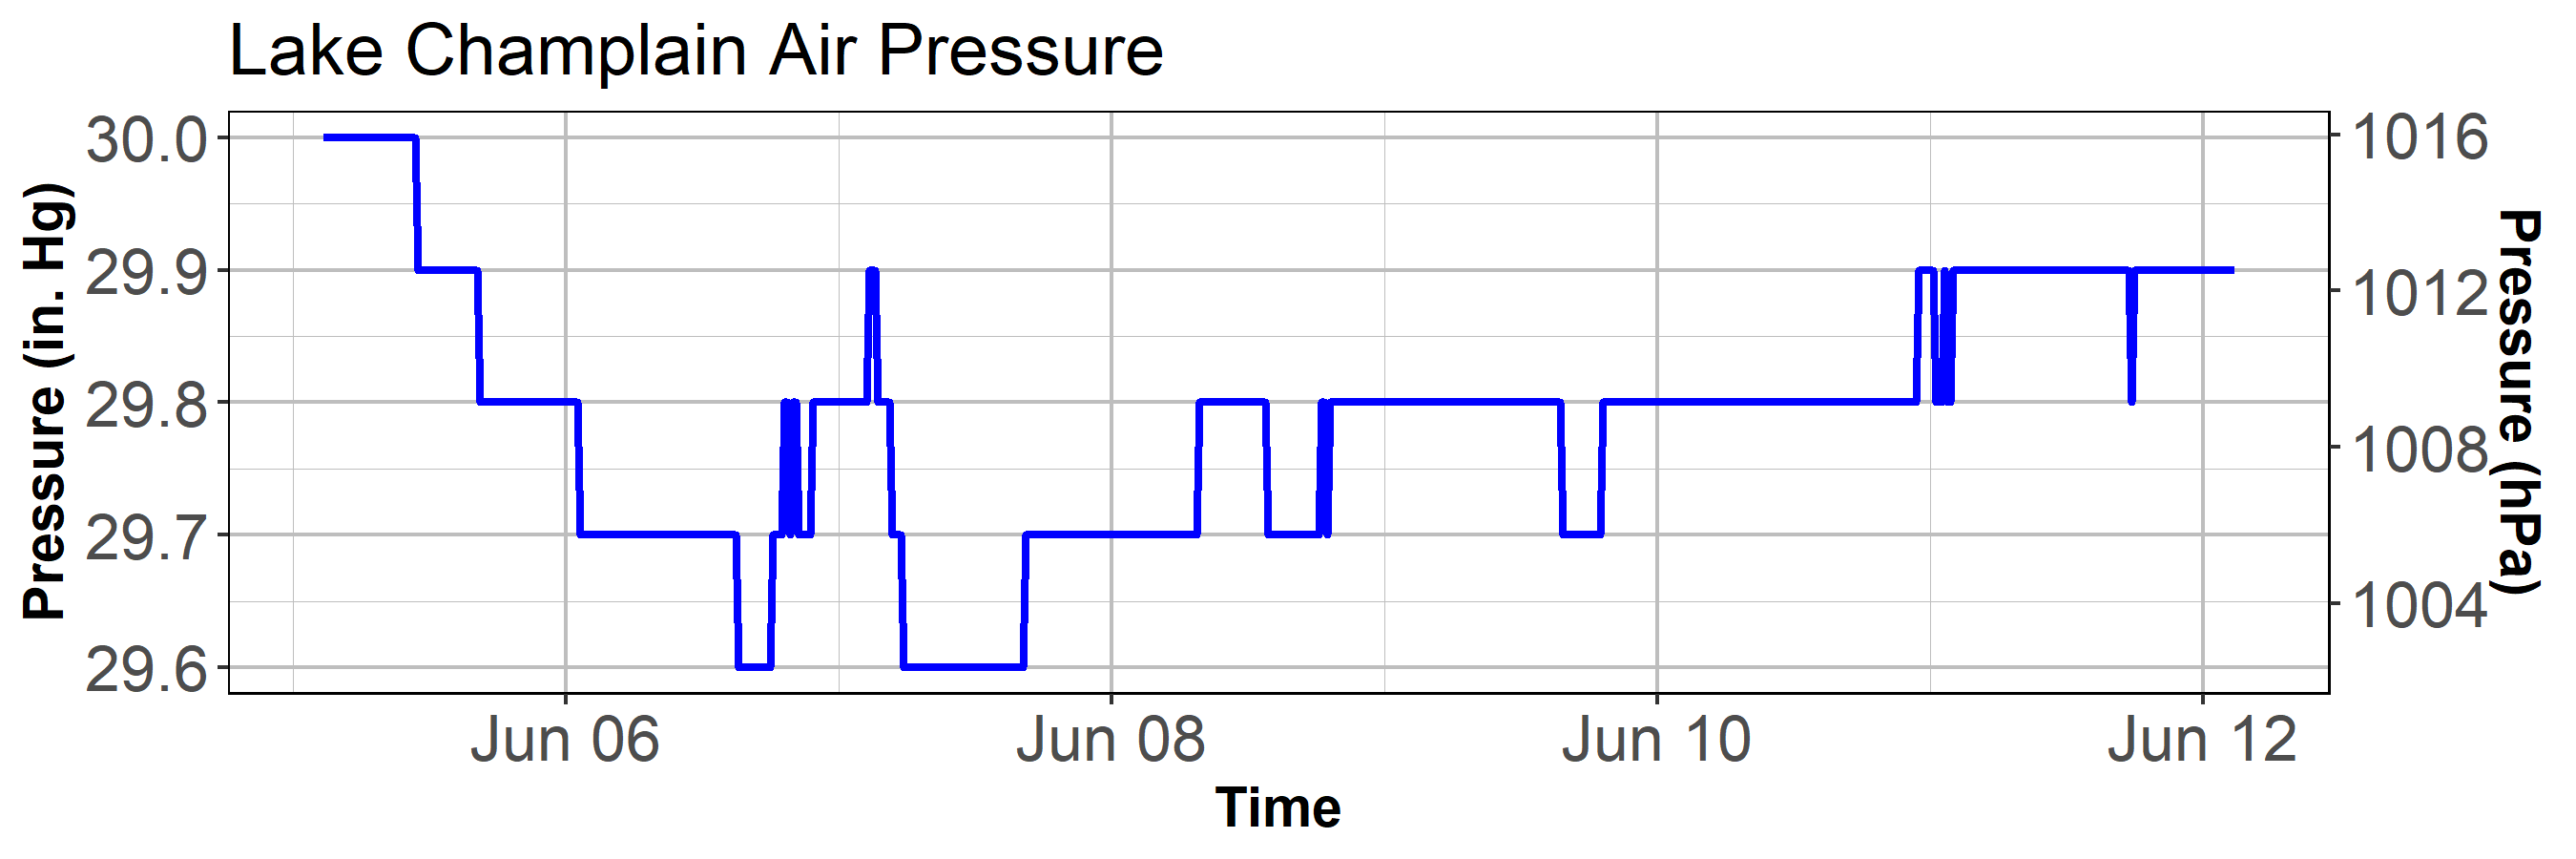 Lake Champlain Air Pressure
Pressure (in. Hg)
30.0
29.9
29.8
29.7
29.6
1016
1012
1008
1004
Pressure (hPa)
Jun 06 Jun 08 Jun 10 Jun 12
Time